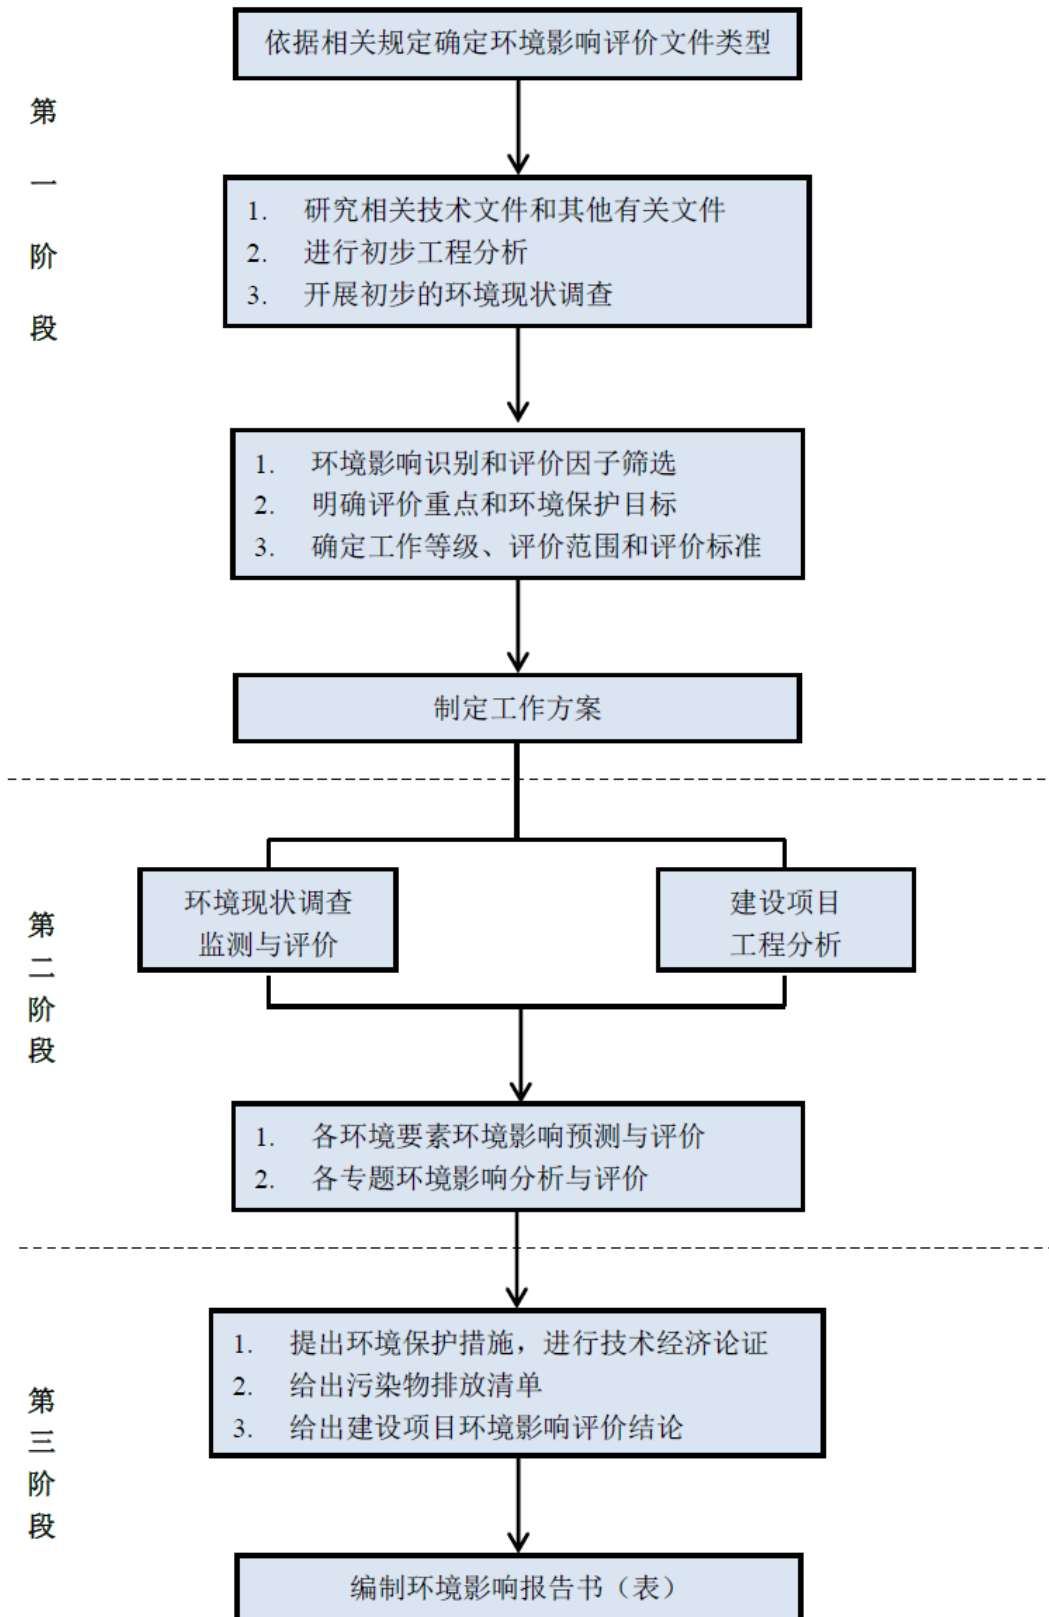 依据相关规定确定环境影响评价文件类型
第一阶段
1. 研究相关技术文件和其他有关文件
2. 进行初步工程分析
3. 开展初步的环境现状调查
1. 环境影响识别和评价因子筛选
2. 明确评价重点和环境保护目标
3. 确定工作等级、评价范围和评价标准
制定工作方案
第二阶段
环境现状调查
监测与评价
建设项目
工程分析
1. 各环境要素环境影响预测与评价
2. 各专题环境影响分析与评价
第三阶段
1. 提出环境保护措施，进行技术经济论证
2. 给出污染物排放清单
3. 给出建设项目环境影响评价结论
编制环境影响报告书（表）